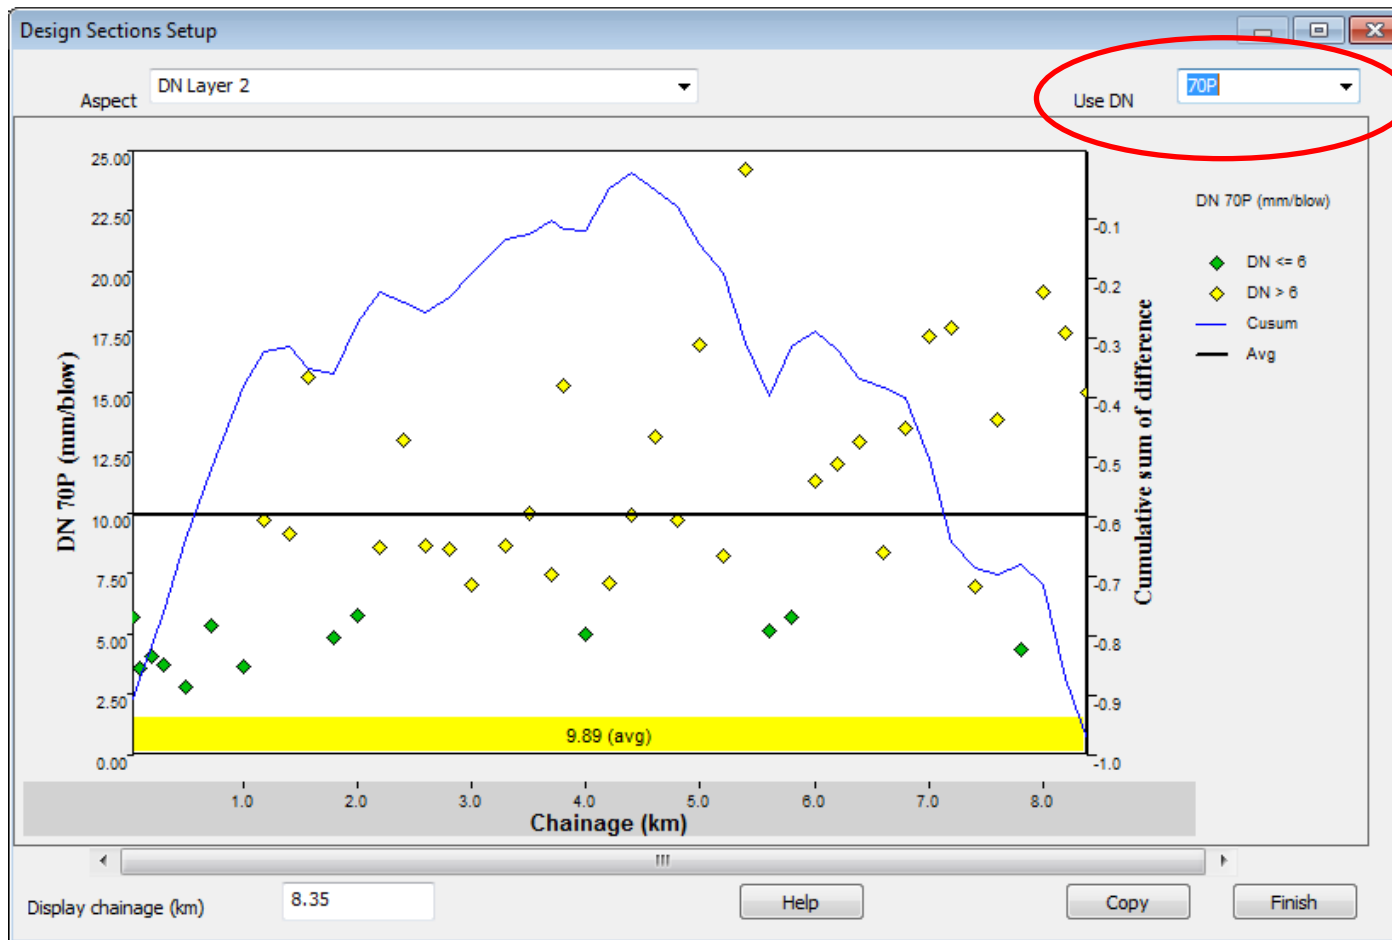 Design Sections Setup
Aspect
DN Layer 2
Use DN
70P
DN 70P (mm/blow)
25.00
22.50
20.00
17.50
15.00
12.50
10.00
7.50
5.00
2.50
0.00
9.89 (avg)
-0.1
-0.2
-0.3
-0.4
-0.5
-0.6
-0.7
-0.8
-0.9
-1.0
Cumulative sum of difference
DN 70P (mm/blow)
DN <= 6
DN > 6
Cusum
Avg
1.0 2.0 3.0 4.0 5.0 6.0 7.0 8.0
Chainage (km)
Display chainage (km)
8.35
Help
Copy
Finish